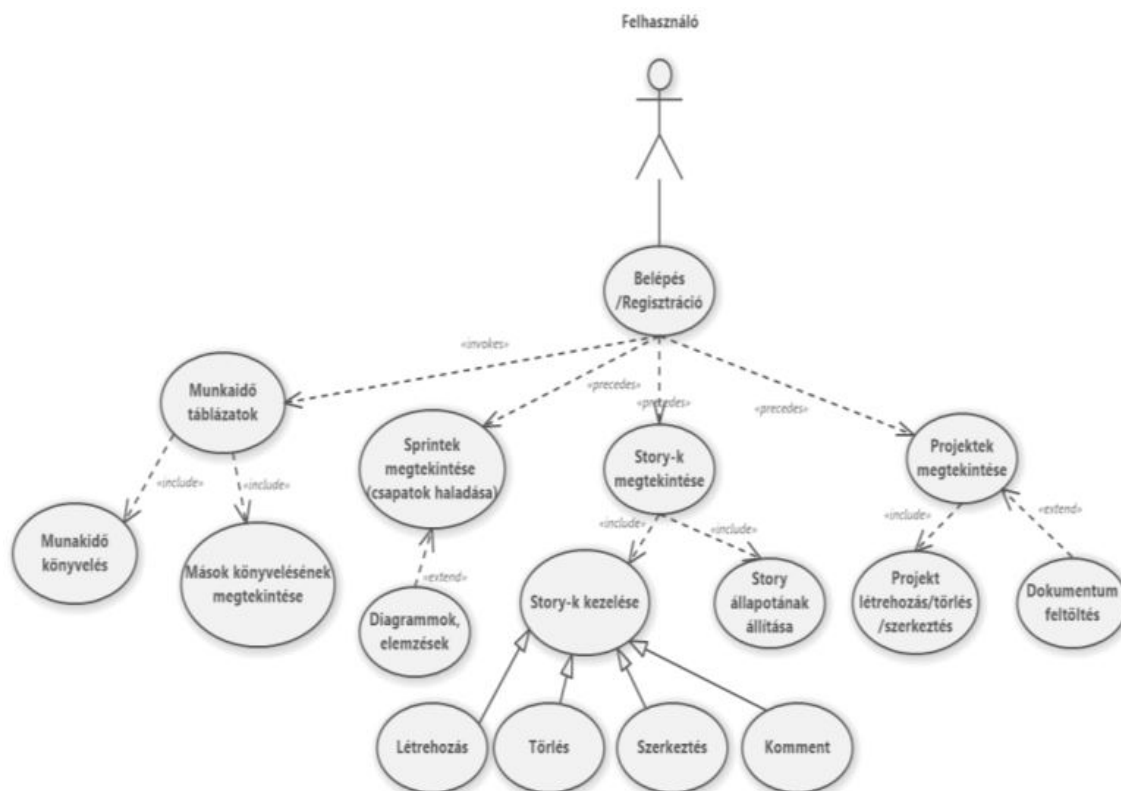 Felhasználó
Belépés
/Regisztráció
«invokes»
«precedes»
«precedes»
«precedes»
Munkaidő
táblázatok
Sprintek
megtekintése
(csapatok haladása)
Story-k
megtekintése
Projektek
megtekintése
«include»
«include»
«include»
«include»
«include»
«extend»
Munakidő
könyvelés
Mások könyvelésének
megtekintése
«extend»
Diagrammok,
elemzések
Story-k kezelése
Story
állapotának
állítása
Projekt
létrehozás/törlés
/szerkeztés
Dokumentum
feltöltés
Létrehozás
Törlés
Szerkeztés
Komment